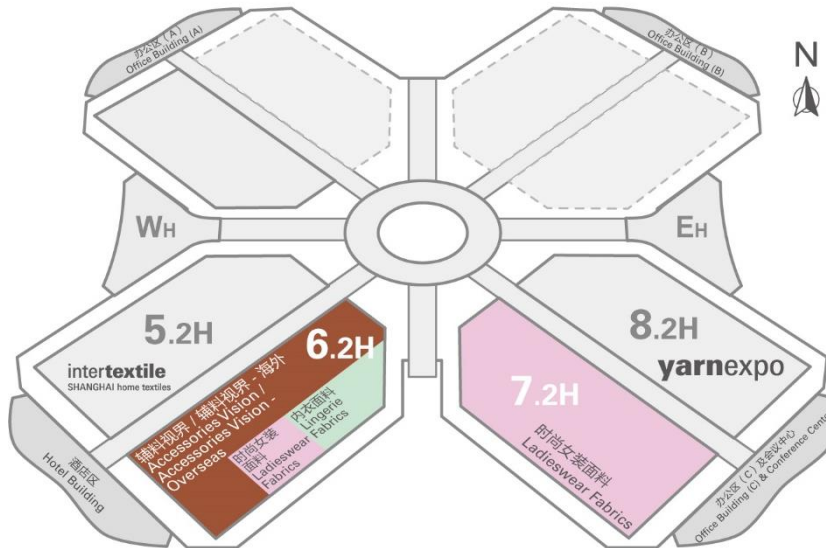 办公区（A）
Office Building (A)
办公区（B）
Office Building (B)
N
WH
EH
5.2H
intertextile
SHANGHAI home textiles
6.2H
辅料视界 / 辅料视界 - 海外
Accessories Vision /
Accessories Vision -
Overseas
时尚女装
面料
Ladieswear
Fabrics
内衣面料
Lingerie
Fabrics
7.2H
时尚女装面料
Ladieswear Fabrics
8.2H
yarnexpo
酒店区
Hotel Building
办公区（C）及会议中心
Office Building (C) & Conference Center